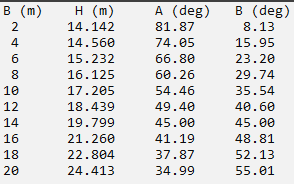 B (m) H (m) A (deg) B (deg)
2 14.142 81.87 8.13
4 14.560 74.05 15.95
6 15.232 66.80 23.20
8 16.125 60.26 29.74
10 17.205 54.46 35.54
12 18.439 49.40 40.60
14 19.799 45.00 45.00
16 21.260 41.19 48.81
18 22.804 37.87 52.13
20 24.413 34.99 55.01